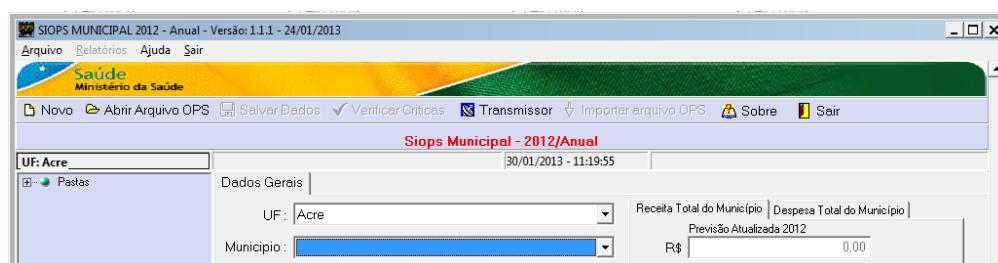 SIOPS MUNICIPAL 2012 - Anual - Versão: 1.1.1 - 24/01/2013
Arquivo Relatórios Ajuda Sair
Saúde
Ministério da Saúde
Novo Abrir Arquivo OPS Salvar Dados Verificar Criticas Transmissor Importar arquivo OPS Sobre Sair
Siops Municipal - 2012/Anual
UF: Acre 30/01/2013 - 11:19:55
Pastas
Dados Gerais
UF: Acre
Municipio:
Receita Total do Município Despesa Total do Município
Previsão Atualizada 2012
R$ 0,00